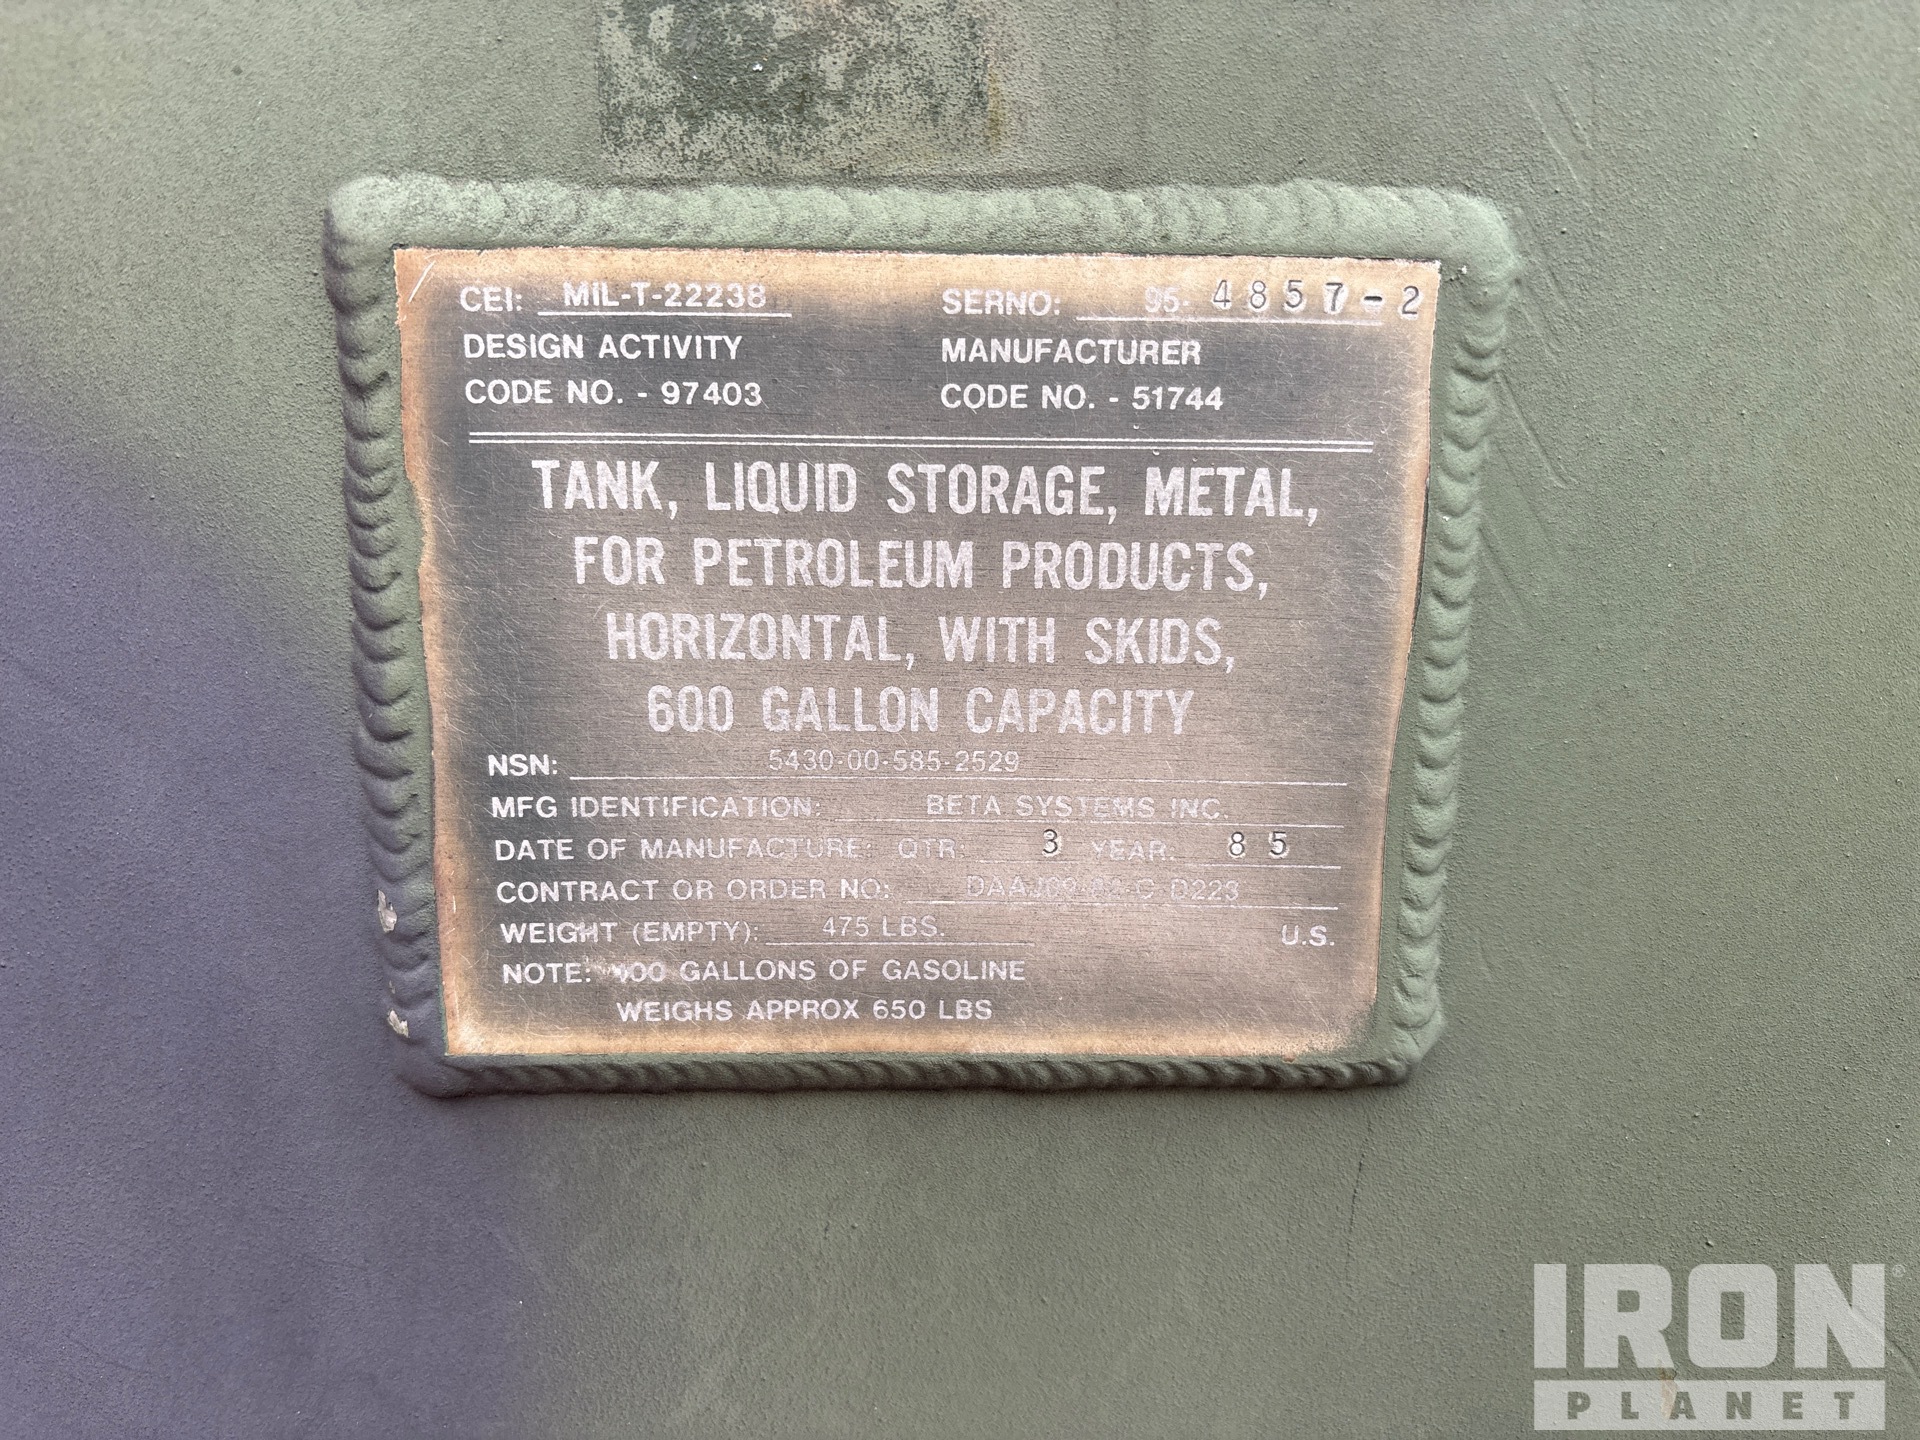 CEI: MIL-T-22238 SERNO: 95- 4857-2
DESIGN ACTIVITY MANUFACTURER
CODE NO. - 97403 CODE NO. - 51744
TANK, LIQUID STORAGE, METAL,
FOR PETROLEUM PRODUCTS,
HORIZONTAL, WITH SKIDS,
600 GALLON CAPACITY
NSN: 5430-00-585-2529
MFG IDENTIFICATION: BETA SYSTEMS INC.
DATE OF MANUFACTURE: QTR: 3 YEAR: 85
CONTRACT OR ORDER NO:
WEIGHT (EMPTY): 475 LBS. U.S.
NOTE: 100 GALLONS OF GASOLINE
WEIGHS APPROX 650 LBS
IRON
PLANET